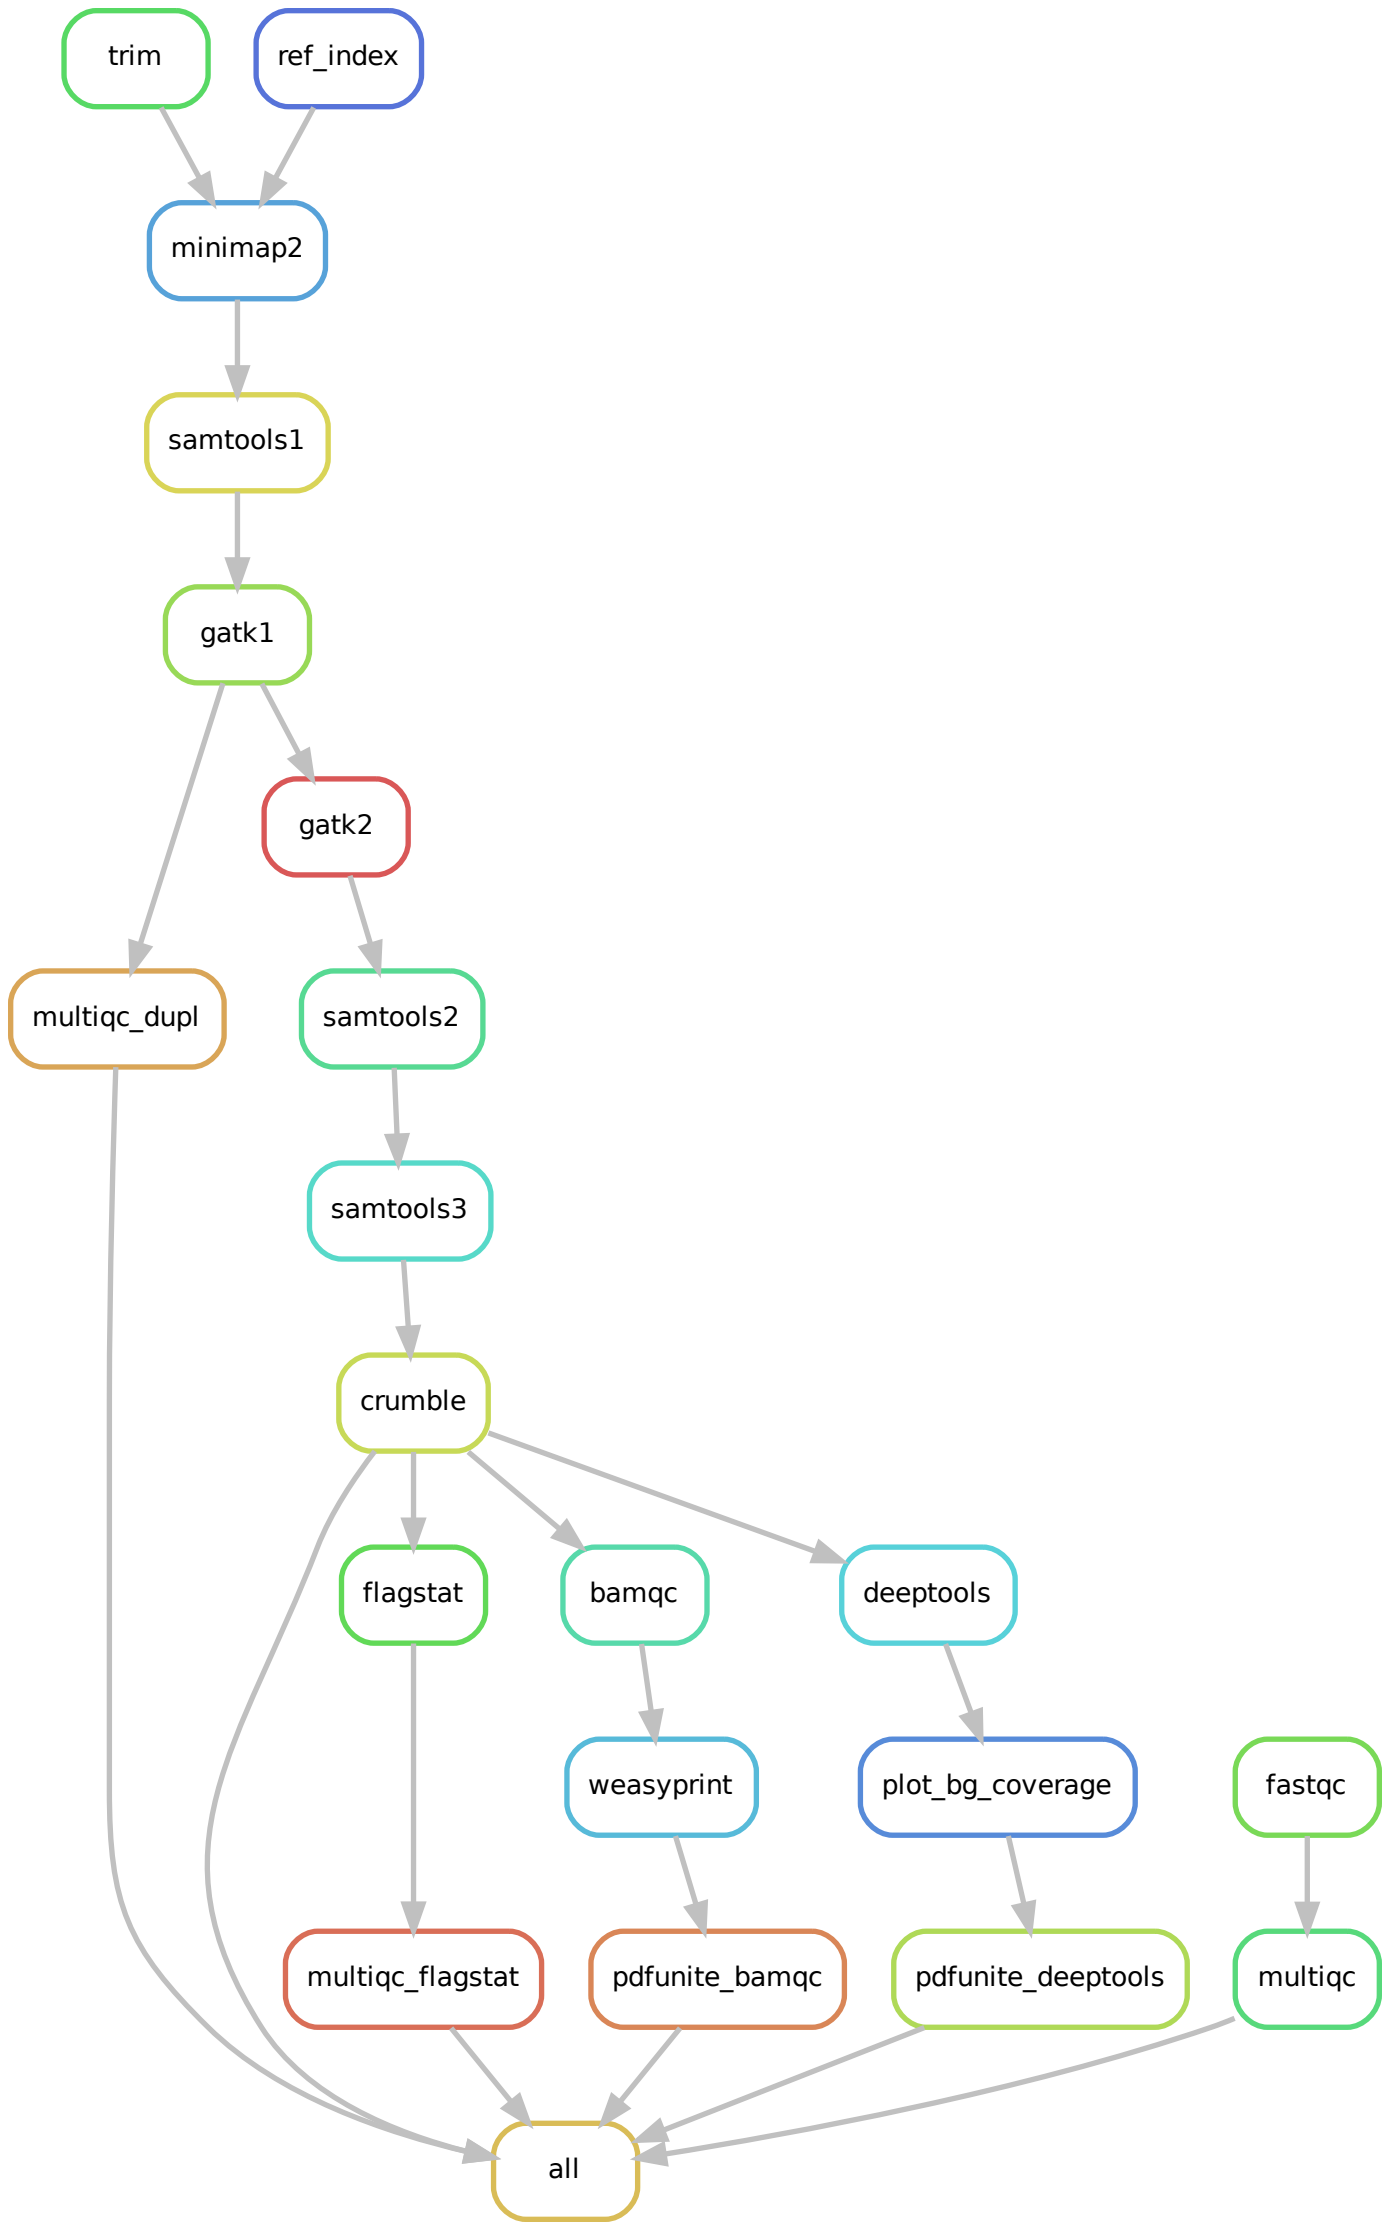 trim
ref_index
minimap2
samtools1
gatk1
gatk2
multiqc_dupl
samtools2
samtools3
crumble
flagstat
bamqc
deeptools
weasyprint
plot_bg_coverage
fastqc
multiqc_flagstat
pdfunite_bamqc
pdfunite_deeptools
multiqc
all